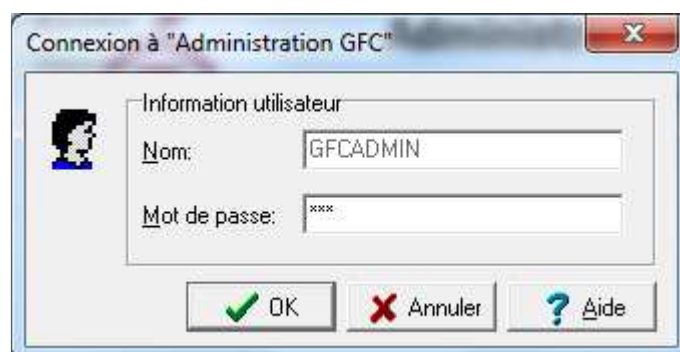 Connexion à "Administration GFC"
Information utilisateur
Nom: GFCADMIN
Mot de passe: ***
OK Annuler Aide